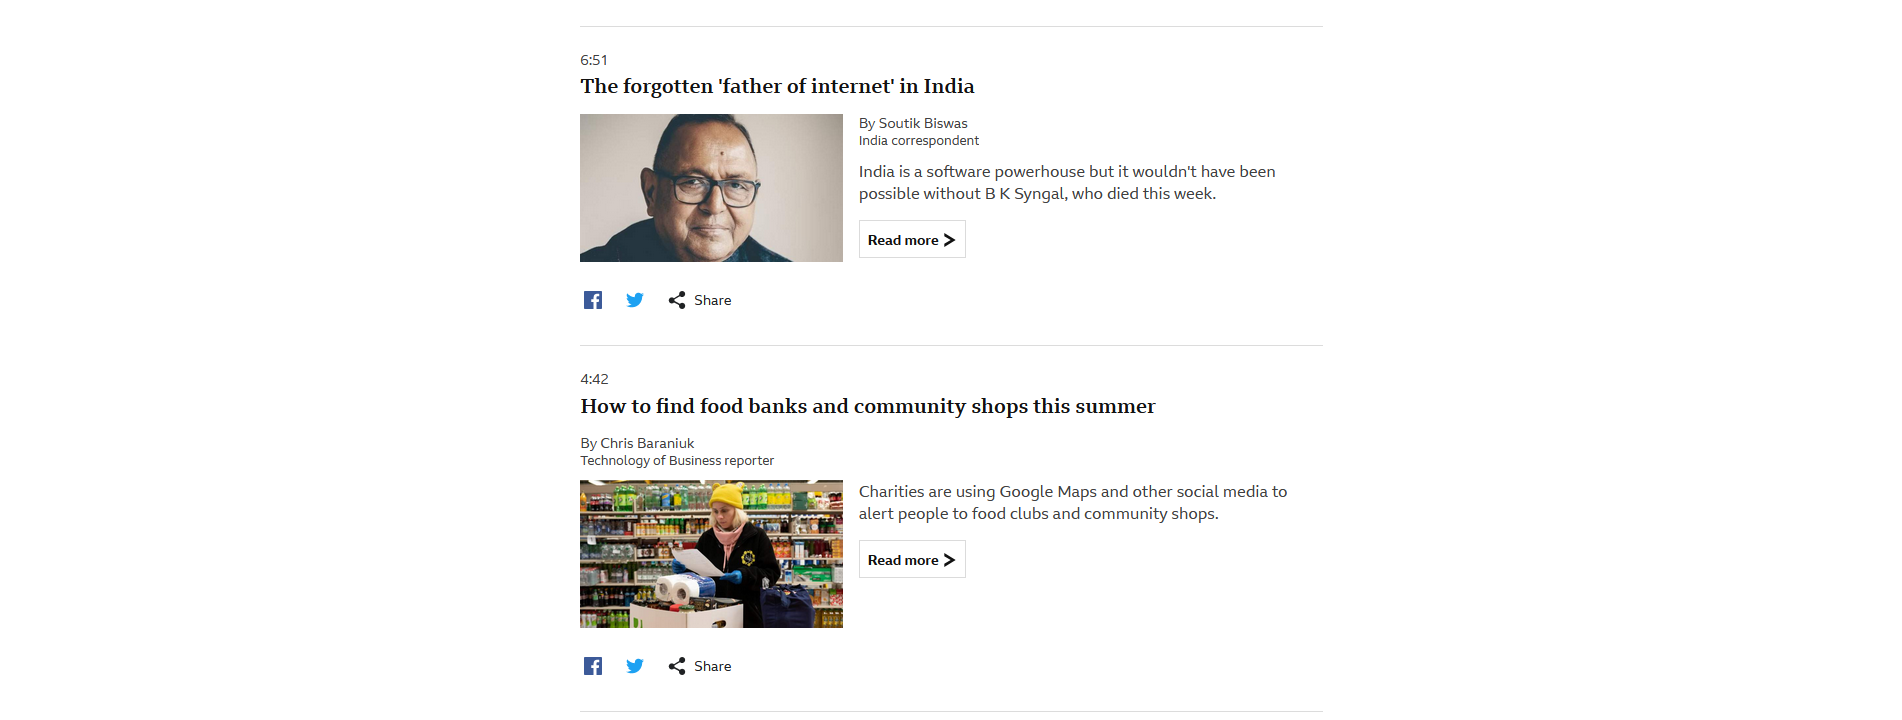 6:51
The forgotten 'father of internet' in India
By Soutik Biswas
India correspondent
India is a software powerhouse but it wouldn't have been
possible without B K Syngal, who died this week.
Read more
Share
4:42
How to find food banks and community shops this summer
By Chris Baraniuk
Technology of Business reporter
Charities are using Google Maps and other social media to
alert people to food clubs and community shops.
Read more
Share